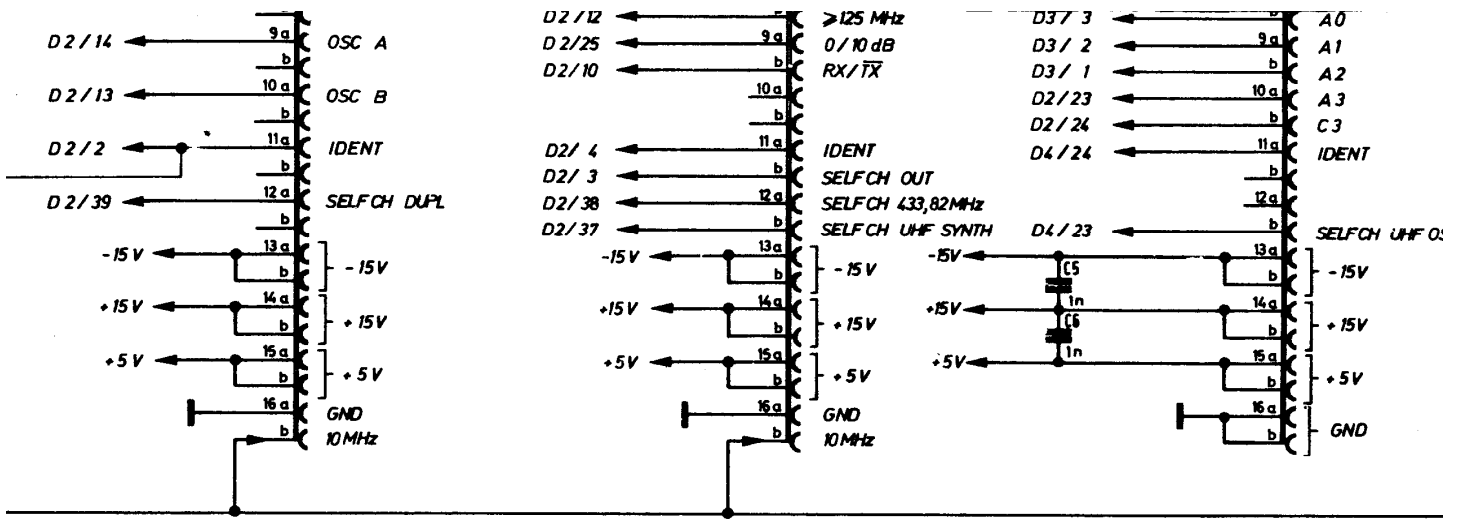 D2/14 9a OSC A
b
D2/13 10a OSC B
b
D2/2 11a IDENT
b
D2/39 12a SELFCH DUPL
b
-15V 13a
b -15V
+15V 14a
b +15V
+5V 15a
b +5V
16a GND
b 10MHz
D2/12 ≥125 MHz
D2/25 9a 0/10dB
D2/10 b RX/T̅X̅
10a
b
D2/ 4 11a IDENT
D2/ 3 b SELFCH OUT
D2/38 12a SELFCH 433,82MHz
D2/37 b SELFCH UHF SYNTH
-15V 13a
b -15V
+15V 14a
b +15V
+5V 15a
b +5V
16a GND
b 10MHz
D3/ 3 b A0
D3/ 2 9a A1
D3/ 1 b A2
D2/23 10a A3
D2/24 b C3
D4/24 11a IDENT
b
12a
D4/23 b SELFCH UHF
-15V 13a
C5 b -15V
1n
+15V 14a
C6 b +15V
1n
+5V 15a
b +5V
16a
b GND